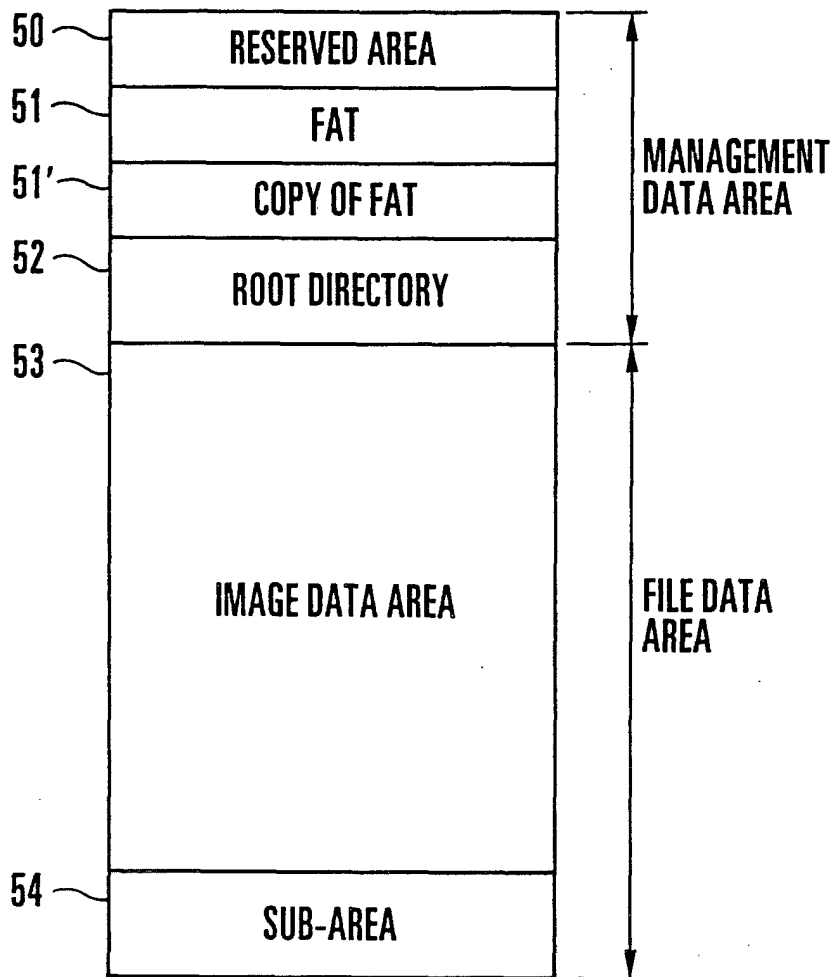 50
RESERVED AREA
51
FAT
51'
COPY OF FAT
52
ROOT DIRECTORY
MANAGEMENT
DATA AREA
53
IMAGE DATA AREA
FILE DATA
AREA
54
SUB-AREA